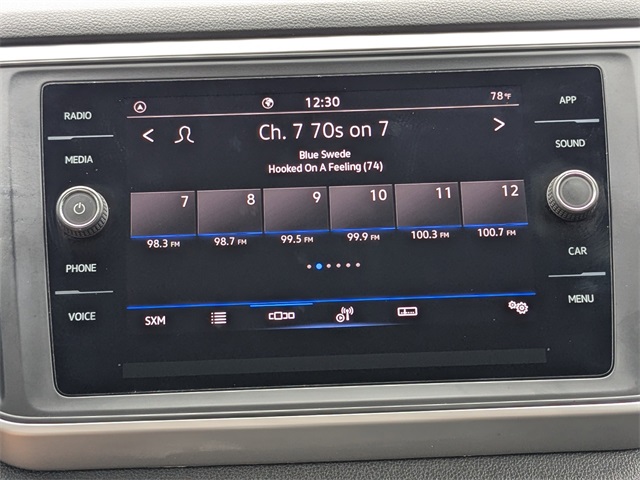 12:30
78°F
RADIO
MEDIA
PHONE
VOICE
< Ch. 7 70s on 7 >
Blue Swede
Hooked On A Feeling (74)
7 8 9 10 11 12
98.3 FM 98.7 FM 99.5 FM 99.9 FM 100.3 FM 100.7 FM
SXM
APP
SOUND
CAR
MENU